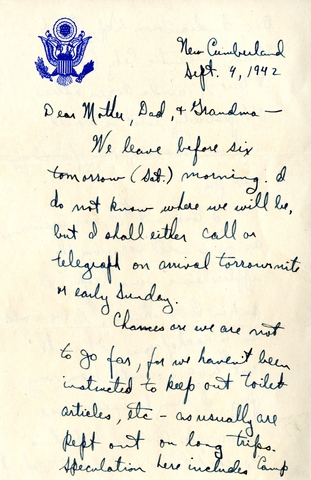 New Cumberland
Sept. 4, 1942
Dear Mother, Dad, & Grandma —
We leave before six
tomorrow (Sat.) morning. I
do not know where we will be,
but I shall either call or
telegraph on arrival torrownite
or early Sunday.
Chances are we are not
to go far, for we haven't been
instructed to keep out toilet
articles, etc - as usually are
kept out on long trips.
Speculation here includes Camp